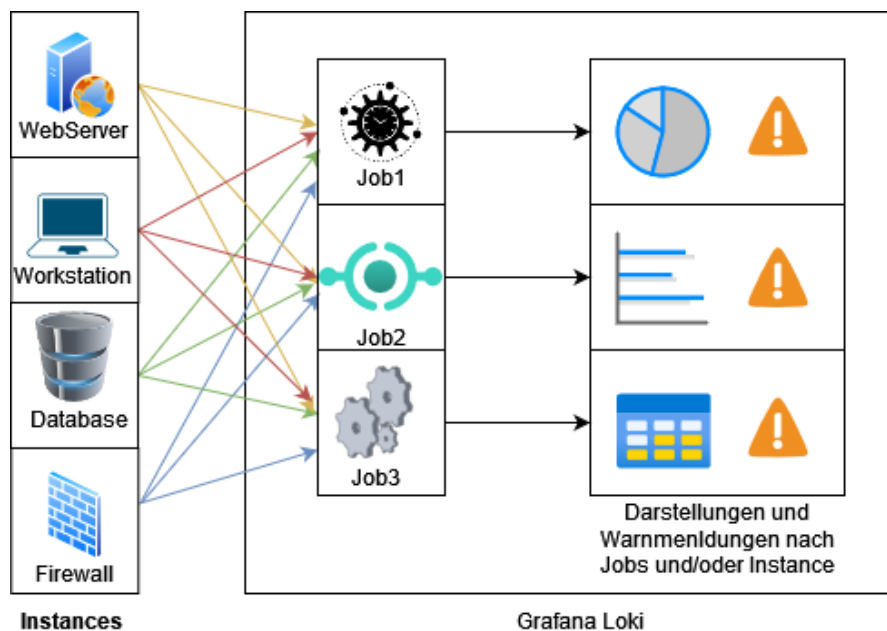 WebServer
Workstation
Database
Firewall
Instances
Job1
Job2
Job3
Darstellungen und
Warnmenldungen nach
Jobs und/oder Instance
Grafana Loki